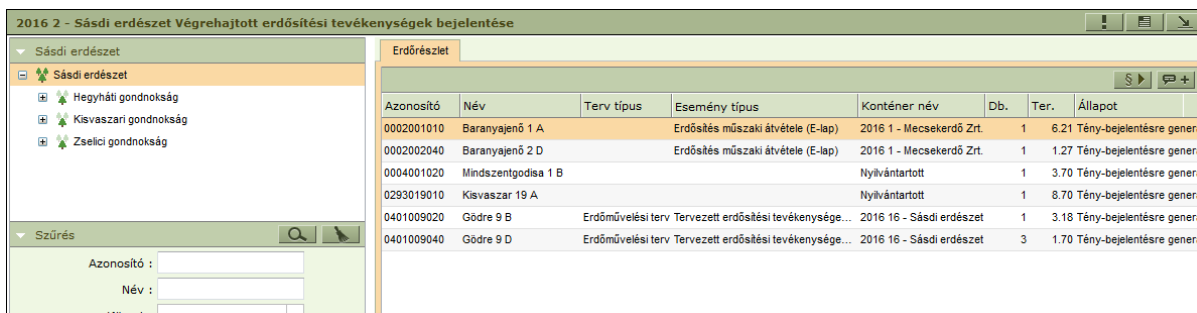 2016 2 - Sásdi erdészet Végrehajtott erdősítési tevékenységek bejelentése
Sásdi erdészet
Sásdi erdészet
Hegyháti gondnokság
Kisvaszari gondnokság
Zselici gondnokság
Szűrés
Azonosító :
Név :
Erdőrészlet
§
Azonosító Név Terv típus Esemény típus Konténer név Db. Ter. Állapot
0002001010 Baranyajenő 1 A Erdősítés műszaki átvétele (E-lap) 2016 1 - Mecsekerdő Zrt. 1 6.21 Tény-bejelentésre gener
0002002040 Baranyajenő 2 D Erdősítés műszaki átvétele (E-lap) 2016 1 - Mecsekerdő Zrt. 1 1.27 Tény-bejelentésre gener
0004001020 Mindszentgodisa 1 B Nyilvántartott 1 3.70 Tény-bejelentésre gener
0293019010 Kisvaszar 19 A Nyilvántartott 1 8.70 Tény-bejelentésre gener
0401009020 Gödre 9 B Erdőművelési terv Tervezett erdősítési tevékenysége... 2016 16 - Sásdi erdészet 1 3.18 Tény-bejelentésre gener
0401009040 Gödre 9 D Erdőművelési terv Tervezett erdősítési tevékenysége... 2016 16 - Sásdi erdészet 3 1.70 Tény-bejelentésre gener